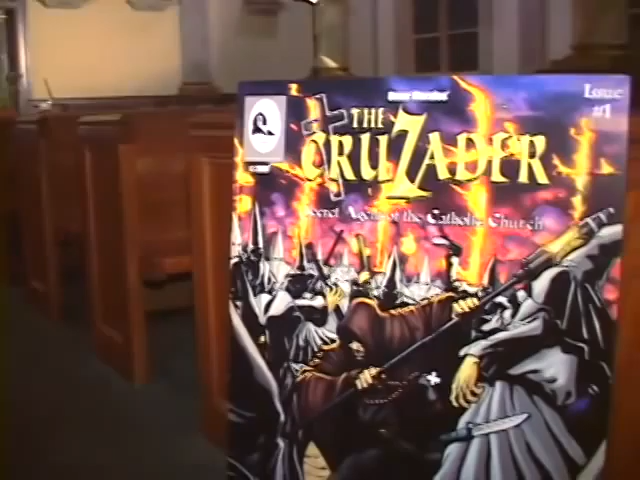 Issue
#1
THE
CRUZADER
Secret Agent of the Catholic Church